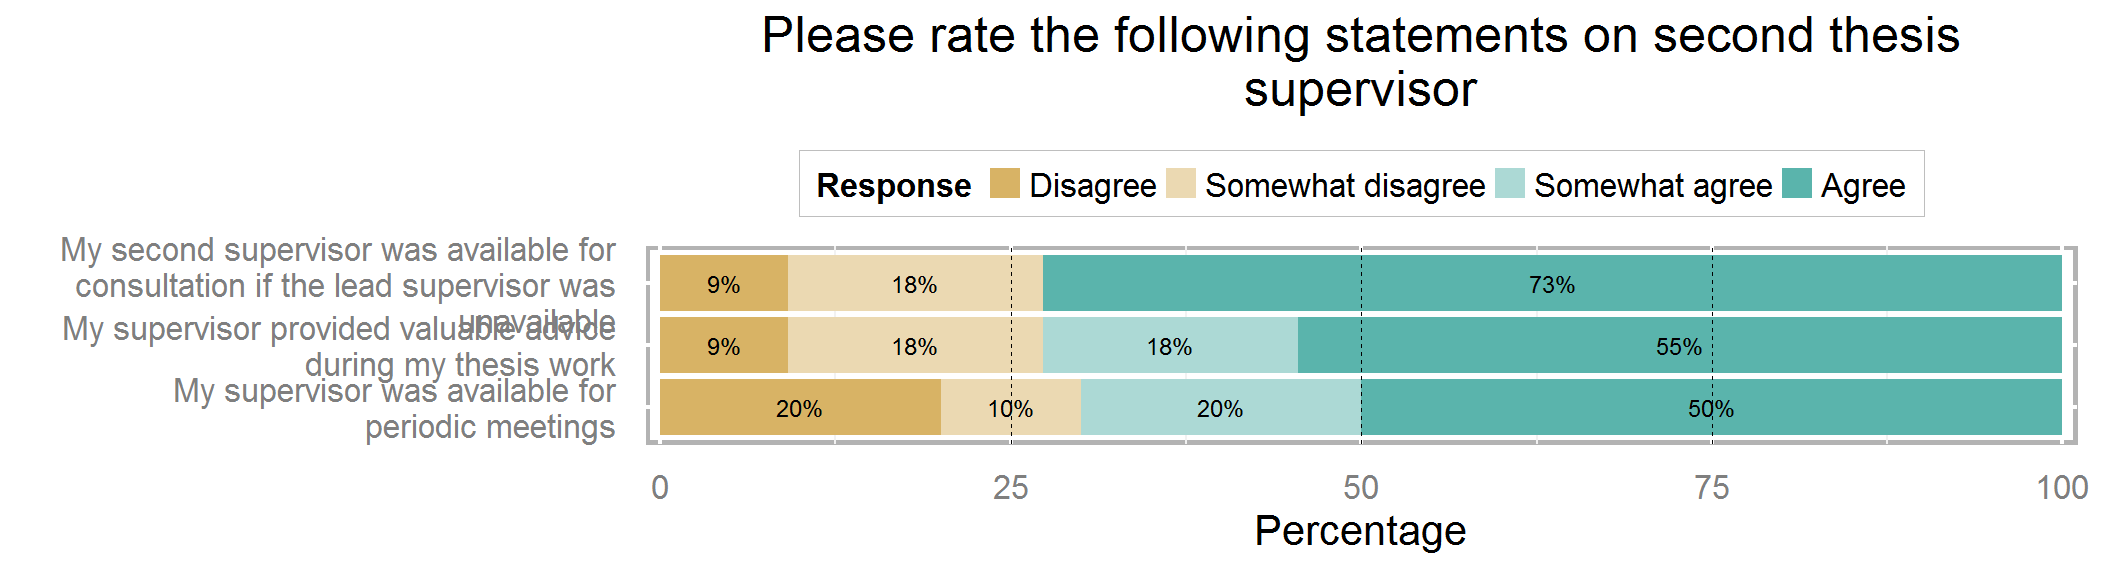 Please rate the following statements on second thesis
supervisor
Response Disagree Somewhat disagree Somewhat agree Agree
My second supervisor was available for
consultation if the lead supervisor was
unavailable
9% 18% 73%
My supervisor provided valuable advice
during my thesis work
9% 18% 18% 55%
My supervisor was available for
periodic meetings
20% 10% 20% 50%
0 25 50 75 100
Percentage